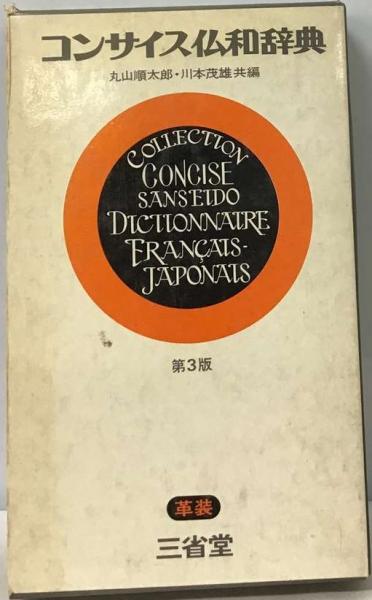 コンサイス仏和辞典
丸山順太郎・川本茂雄共編
COLLECTION
CONCISE
SANSEIDO
DICTIONNAIRE
FRANÇAIS-
JAPONAIS
第3版
革装
三省堂